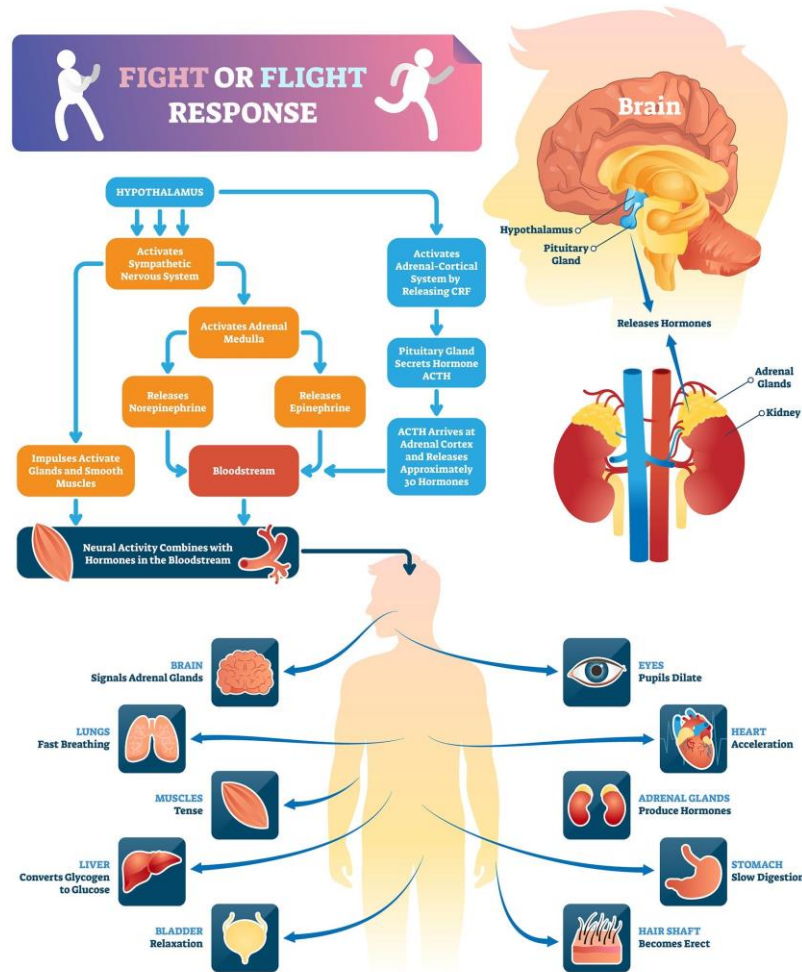 FIGHT OR FLIGHT
RESPONSE
Brain
Hypothalamus
Pituitary
Gland
Releases Hormones
Adrenal
Glands
Kidney
HYPOTHALAMUS
Activates
Sympathetic
Nervous System
Activates
Adrenal-Cortical
System by
Releasing CRF
Activates Adrenal
Medulla
Pituitary Gland
Secrets Hormone
ACTH
Releases
Norepinephrine
Releases
Epinephrine
Impulses Activate
Glands and Smooth
Muscles
Bloodstream
ACTH Arrives at
Adrenal Cortex
and Releases
Approximately
30 Hormones
Neural Activity Combines with
Hormones in the Bloodstream
BRAIN
Signals Adrenal Glands
EYES
Pupils Dilate
LUNGS
Fast Breathing
HEART
Acceleration
MUSCLES
Tense
ADRENAL GLANDS
Produce Hormones
LIVER
Converts Glycogen
to Glucose
STOMACH
Slow Digestion
BLADDER
Relaxation
HAIR SHAFT
Becomes Erect